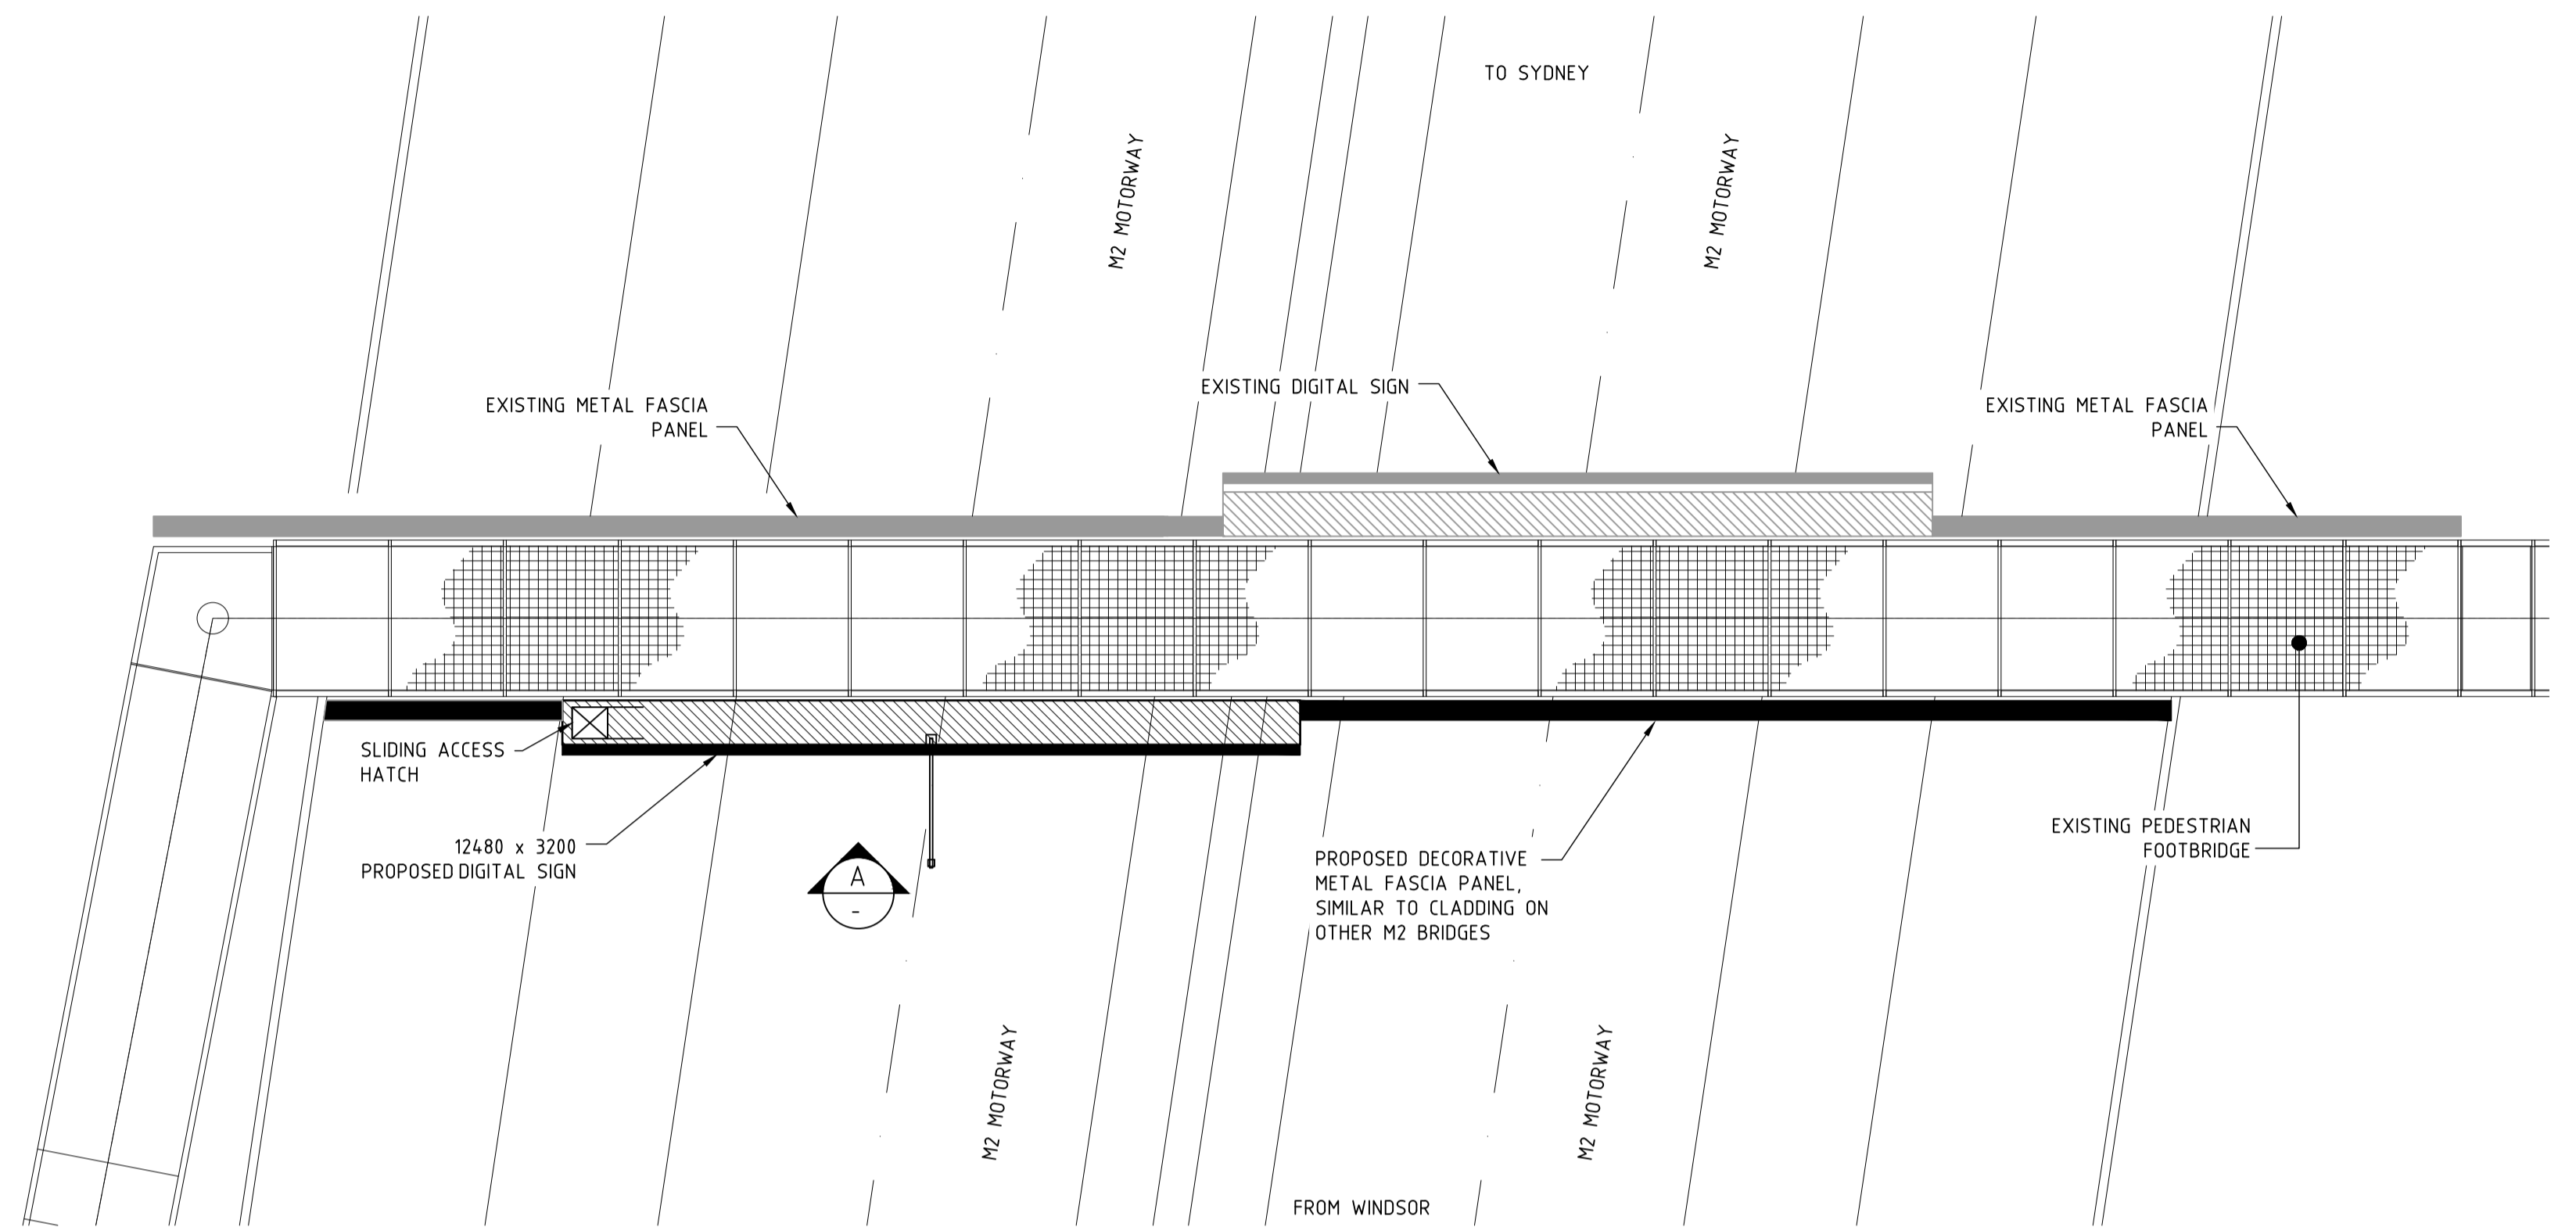 TO SYDNEY
M2 MOTORWAY
M2 MOTORWAY
EXISTING METAL FASCIA
PANEL
EXISTING DIGITAL SIGN
EXISTING METAL FASCIA
PANEL
SLIDING ACCESS
HATCH
12480 x 3200
PROPOSED DIGITAL SIGN
A
-
PROPOSED DECORATIVE
METAL FASCIA PANEL,
SIMILAR TO CLADDING ON
OTHER M2 BRIDGES
EXISTING PEDESTRIAN
FOOTBRIDGE
M2 MOTORWAY
M2 MOTORWAY
FROM WINDSOR